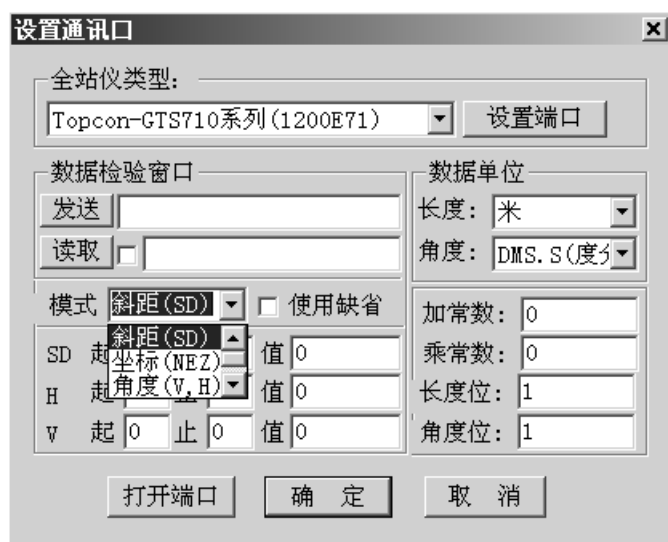 设置通讯口
全站仪类型:
Topcon-GTS710系列(1200E71)
设置端口
数据检验窗口
发送
读取
数据单位
长度: 米
角度: DMS.S(度
模式 斜距(SD) 使用缺省
斜距(SD)
坐标(NEZ)
角度(V,H)
SD 起 值 0
H 起 值 0
V 起 0 止 0 值 0
加常数: 0
乘常数: 0
长度位: 1
角度位: 1
打开端口 确 定 取 消